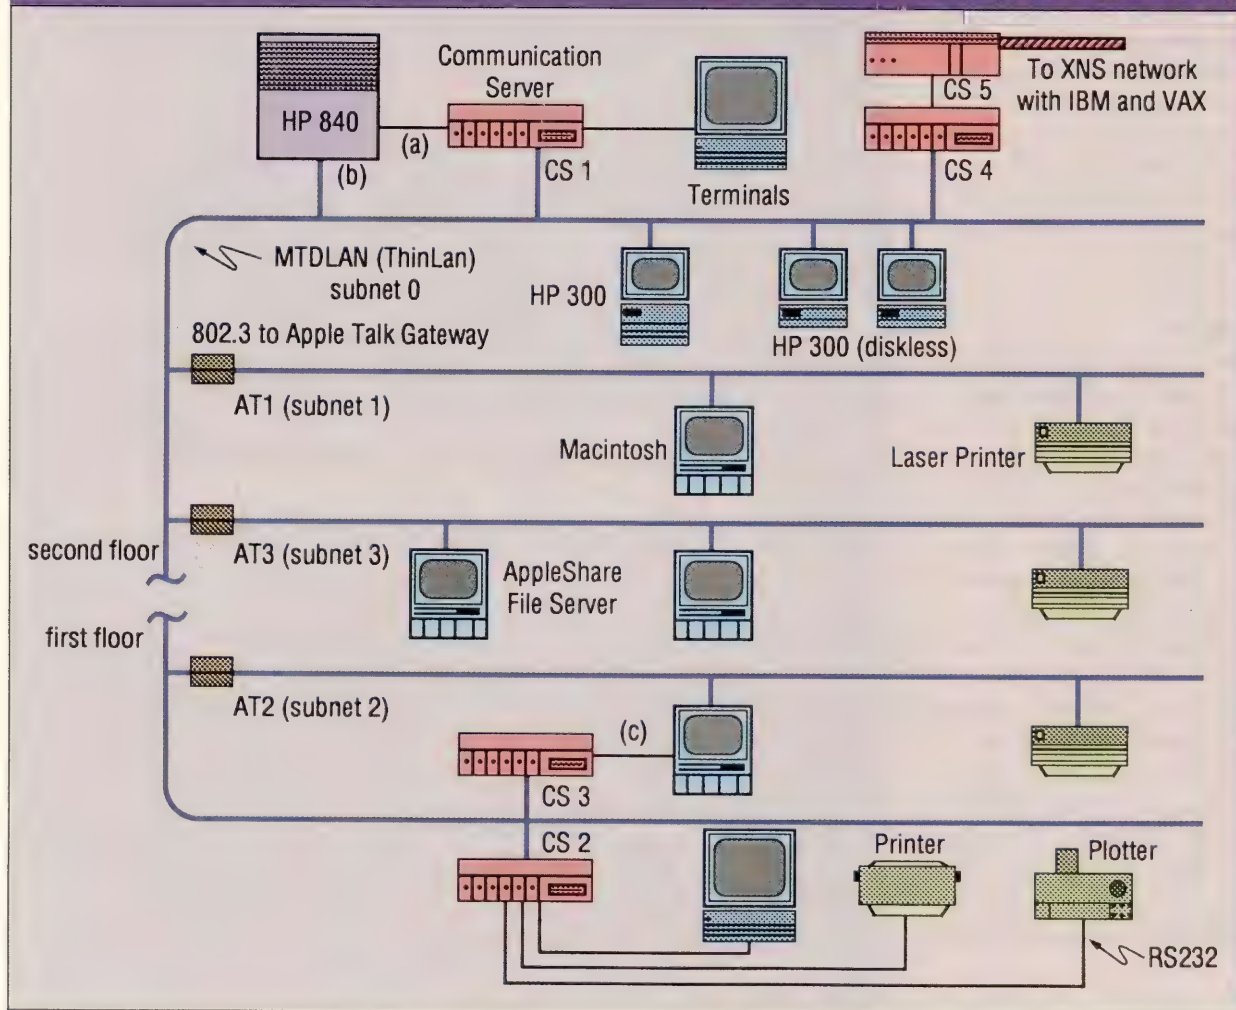 Communication
Server
HP 840
(a)
(b)
CS 1
Terminals
CS 5
To XNS network
with IBM and VAX
CS 4
MTDLAN (ThinLan)
subnet 0
HP 300
HP 300 (diskless)
802.3 to Apple Talk Gateway
AT1 (subnet 1)
Macintosh
Laser Printer
second floor
AT3 (subnet 3)
AppleShare
File Server
first floor
AT2 (subnet 2)
(c)
CS 3
CS 2
Printer
Plotter
RS232